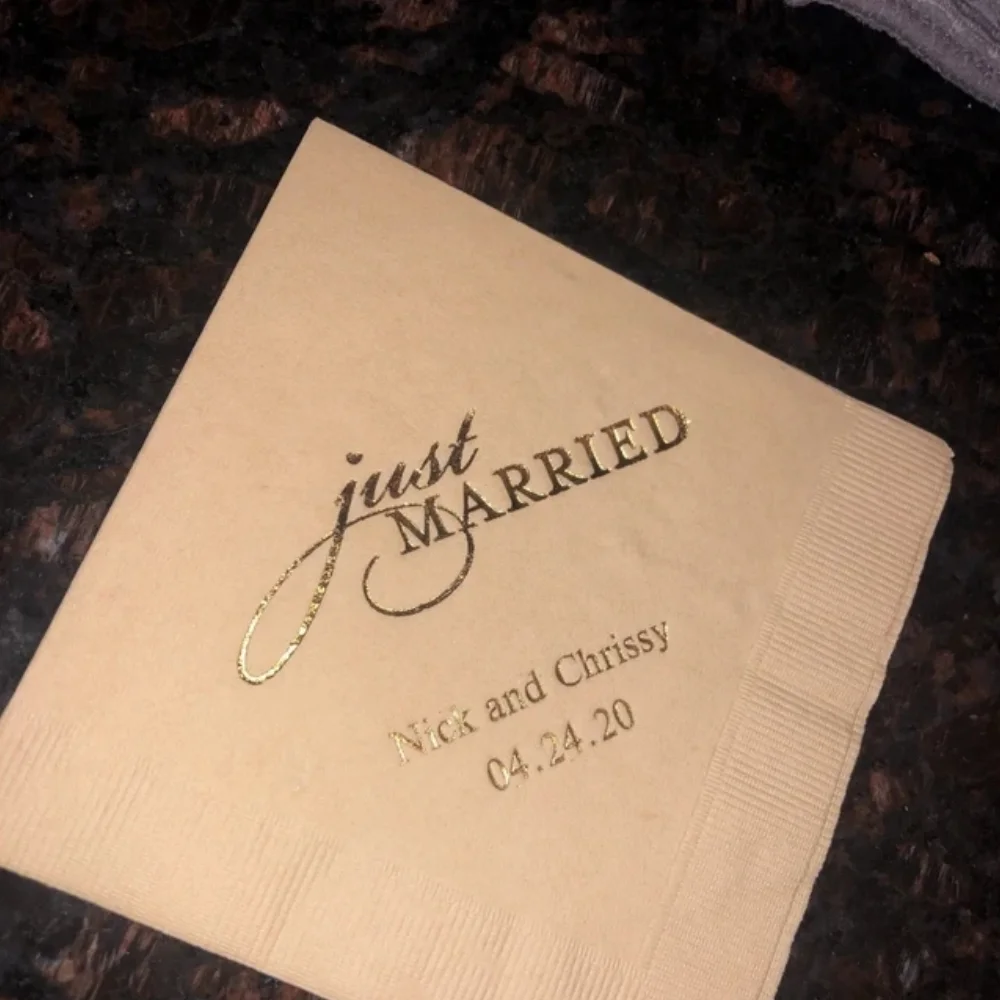 just
MARRIED
Nick and Chrissy
04.24.20